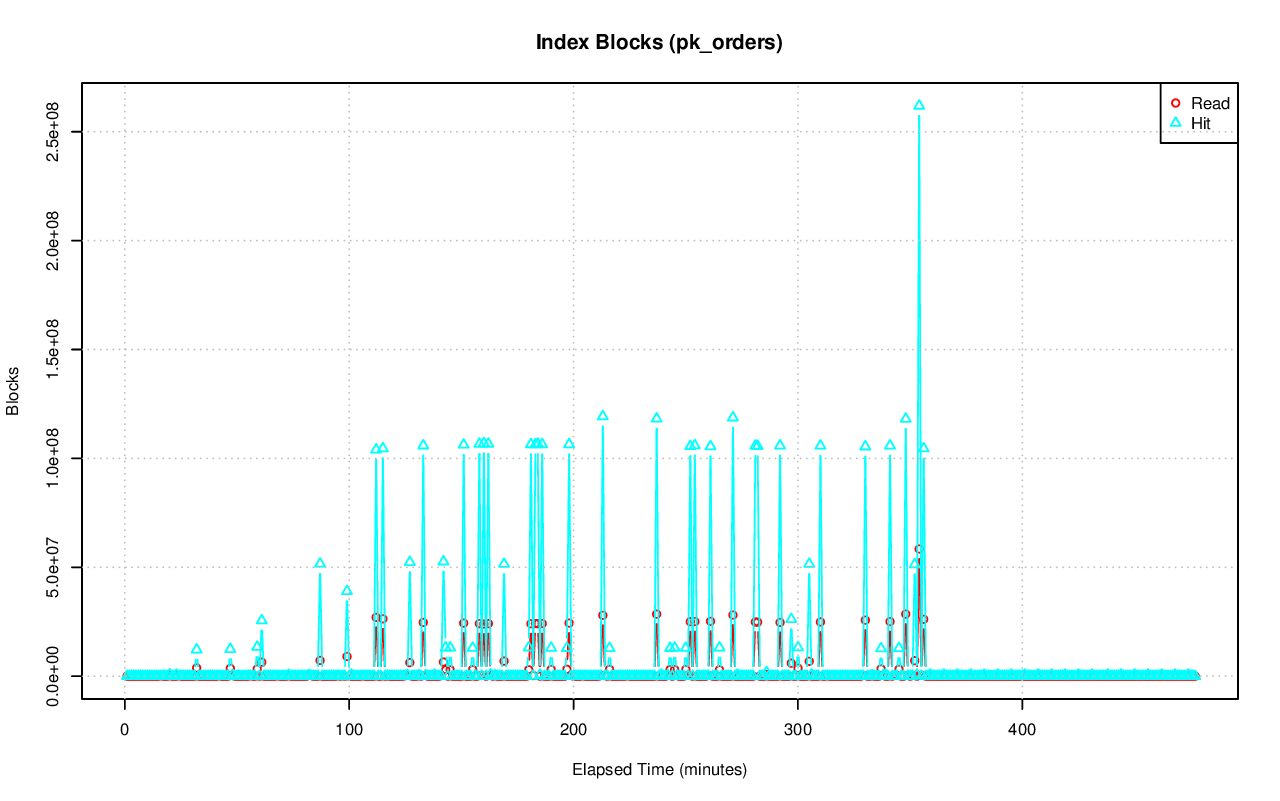 Index Blocks (pk_orders)
Read
Hit
Blocks
2.5e+08
2.0e+08
1.5e+08
1.0e+08
5.0e+07
0.0e+00
0 100 200 300 400
Elapsed Time (minutes)